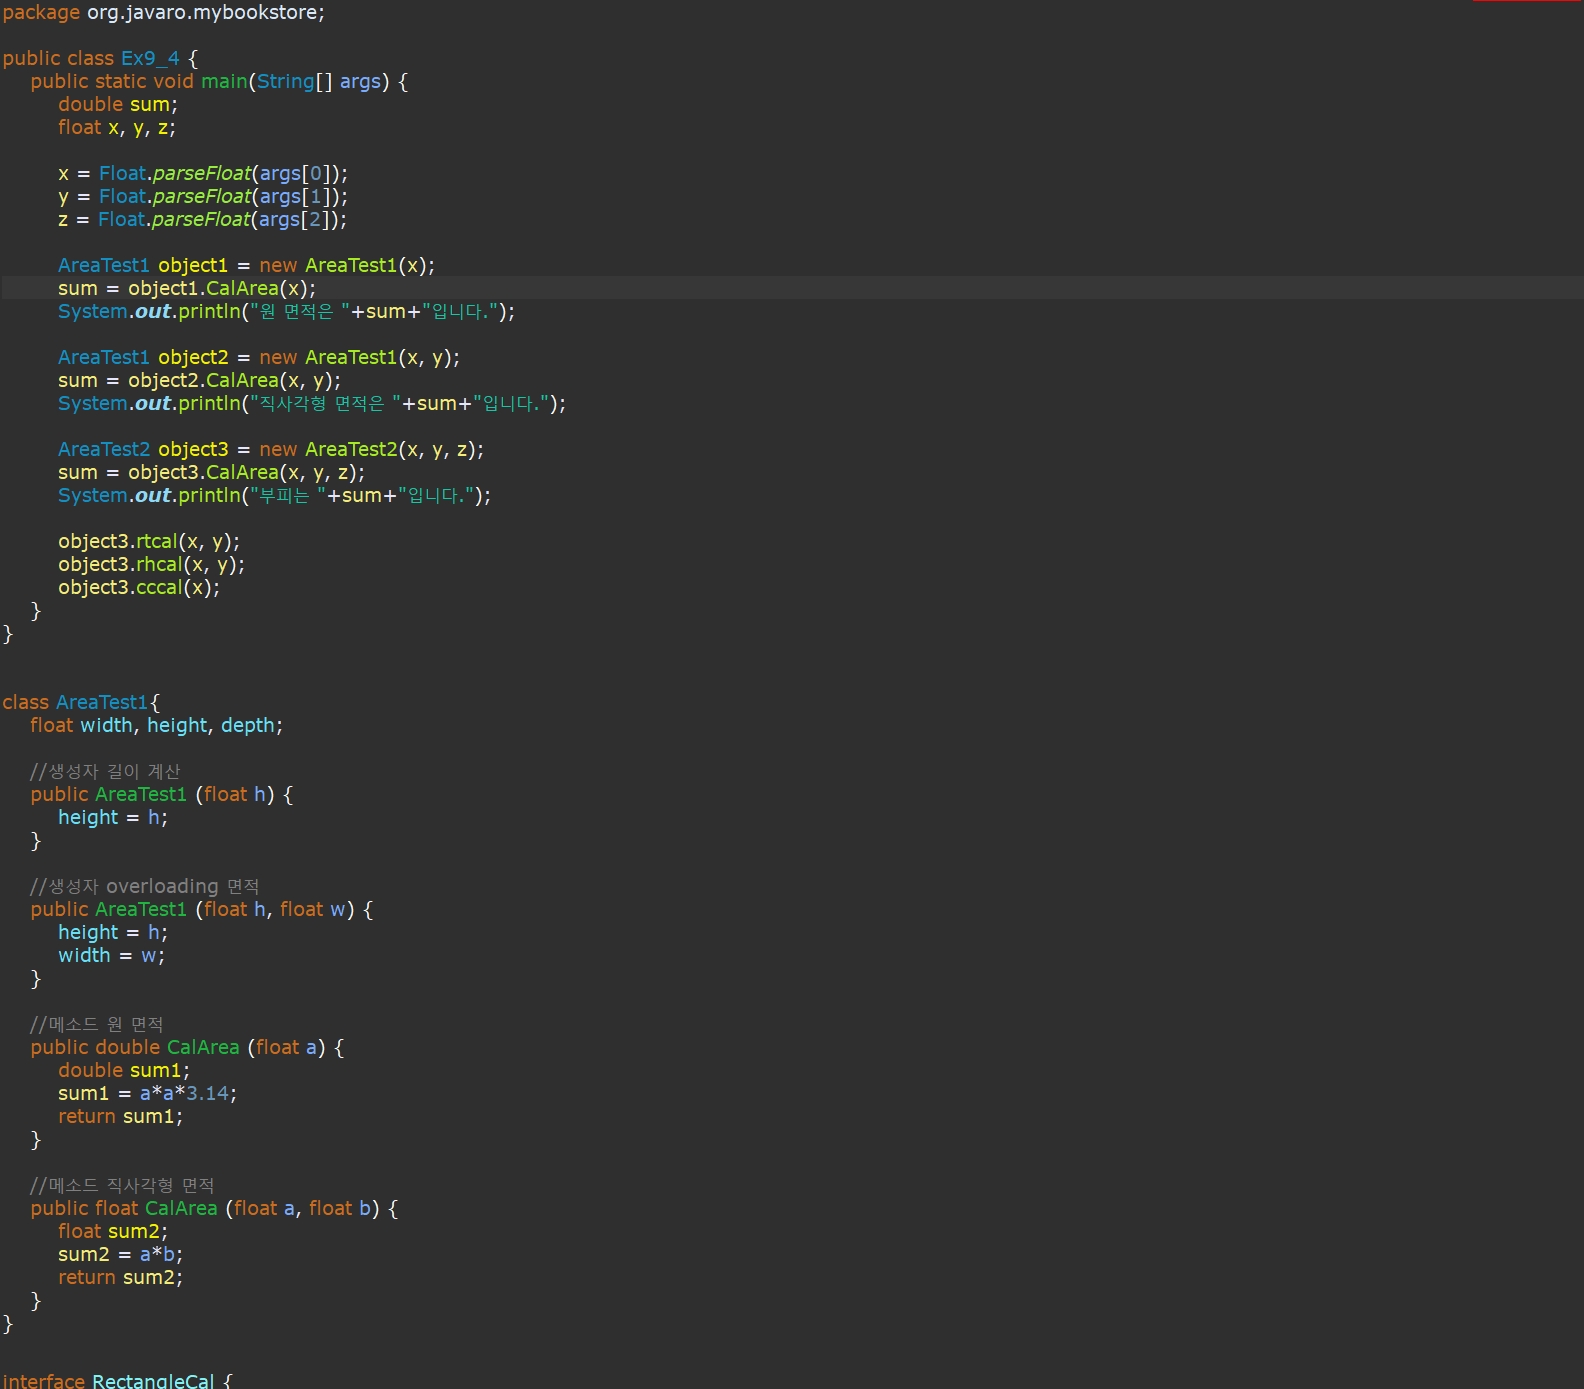 package org.javaro.mybookstore;
public class Ex9_4 {
public static void main(String[] args) {
double sum;
float x, y, z;
x = Float.parseFloat(args[0]);
y = Float.parseFloat(args[1]);
z = Float.parseFloat(args[2]);
AreaTest1 object1 = new AreaTest1(x);
sum = object1.CalArea(x);
System.out.println("원 면적은 "+sum+"입니다.");
AreaTest1 object2 = new AreaTest1(x, y);
sum = object2.CalArea(x, y);
System.out.println("직사각형 면적은 "+sum+"입니다.");
AreaTest2 object3 = new AreaTest2(x, y, z);
sum = object3.CalArea(x, y, z);
System.out.println("부피는 "+sum+"입니다.");
object3.rtcal(x, y);
object3.rhcal(x, y);
object3.cccal(x);
}
}
class AreaTest1{
float width, height, depth;
//생성자 길이 계산
public AreaTest1 (float h) {
height = h;
}
//생성자 overloading 면적
public AreaTest1 (float h, float w) {
height = h;
width = w;
}
//메소드 원 면적
public double CalArea (float a) {
double sum1;
sum1 = a*a*3.14;
return sum1;
}
//메소드 직사각형 면적
public float CalArea (float a, float b) {
float sum2;
sum2 = a*b;
return sum2;
}
}
interface RectangleCal {